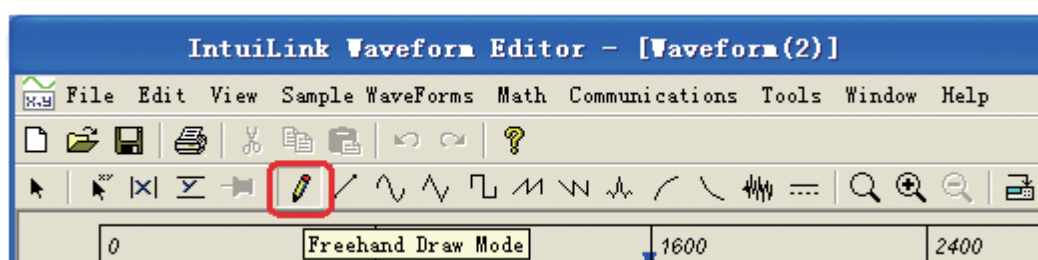 IntuiLink Waveform Editor - [Waveform(2)]
X,Y File Edit View Sample WaveForms Math Communications Tools Window Help
0 Freehand Draw Mode 1600 2400